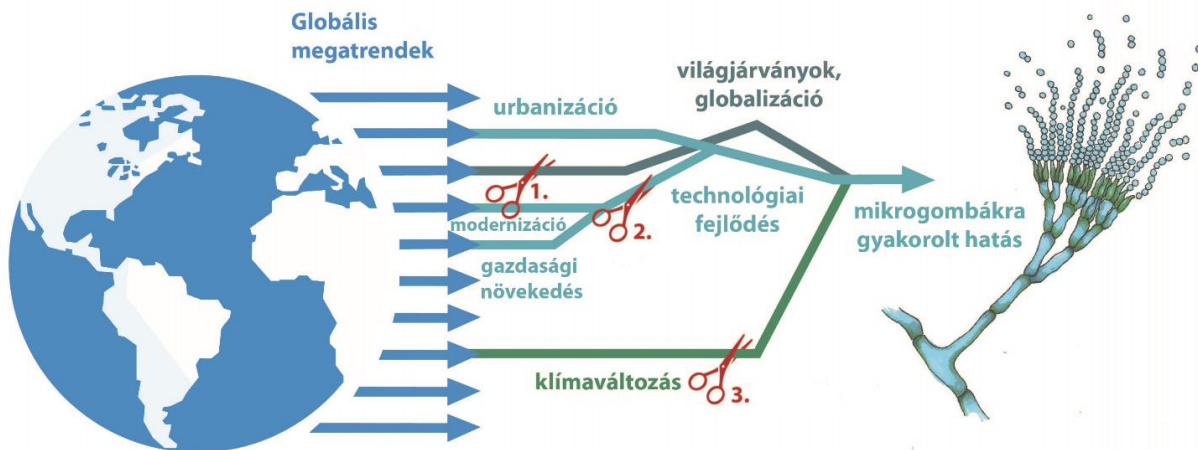 Globális
megatrendek
urbanizáció
világjárványok,
globalizáció
1.
modernizáció
2.
technológiai
fejlődés
mikrogombákra
gyakorolt hatás
gazdasági
növekedés
klímaváltozás
3.